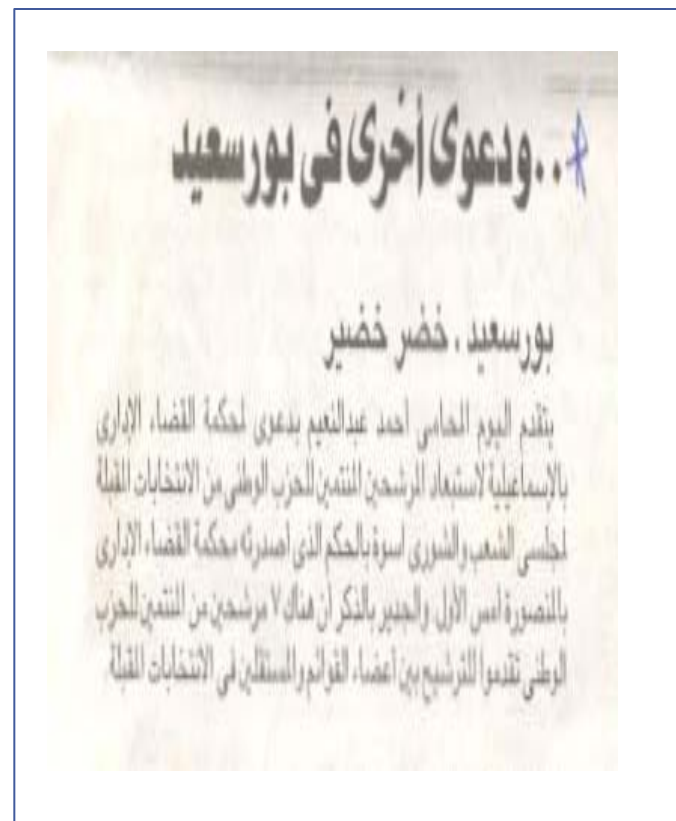 ..ودعوى أخرى فى بورسعيد
بورسعيد . خضر خضير
يتقدم اليوم المحامى أحمد عبدالنعيم بدعوى لمحكمة القضاء الإدارى
بالإسماعيلية لاستبعاد المرشحين المنتمين للحزب الوطنى من الانتخابات المقبلة
لمجلسى الشعب والشورى أسوة بالحكم الذى أصدرته محكمة القضاء الإدارى
بالمنصورة أمس الأول والجدير بالذكر أن هناك ٧ مرشحين من المنتمين للحزب
الوطنى تقدموا للترشيح بين أعضاء القوائم والمستقلين فى الانتخابات المقبلة